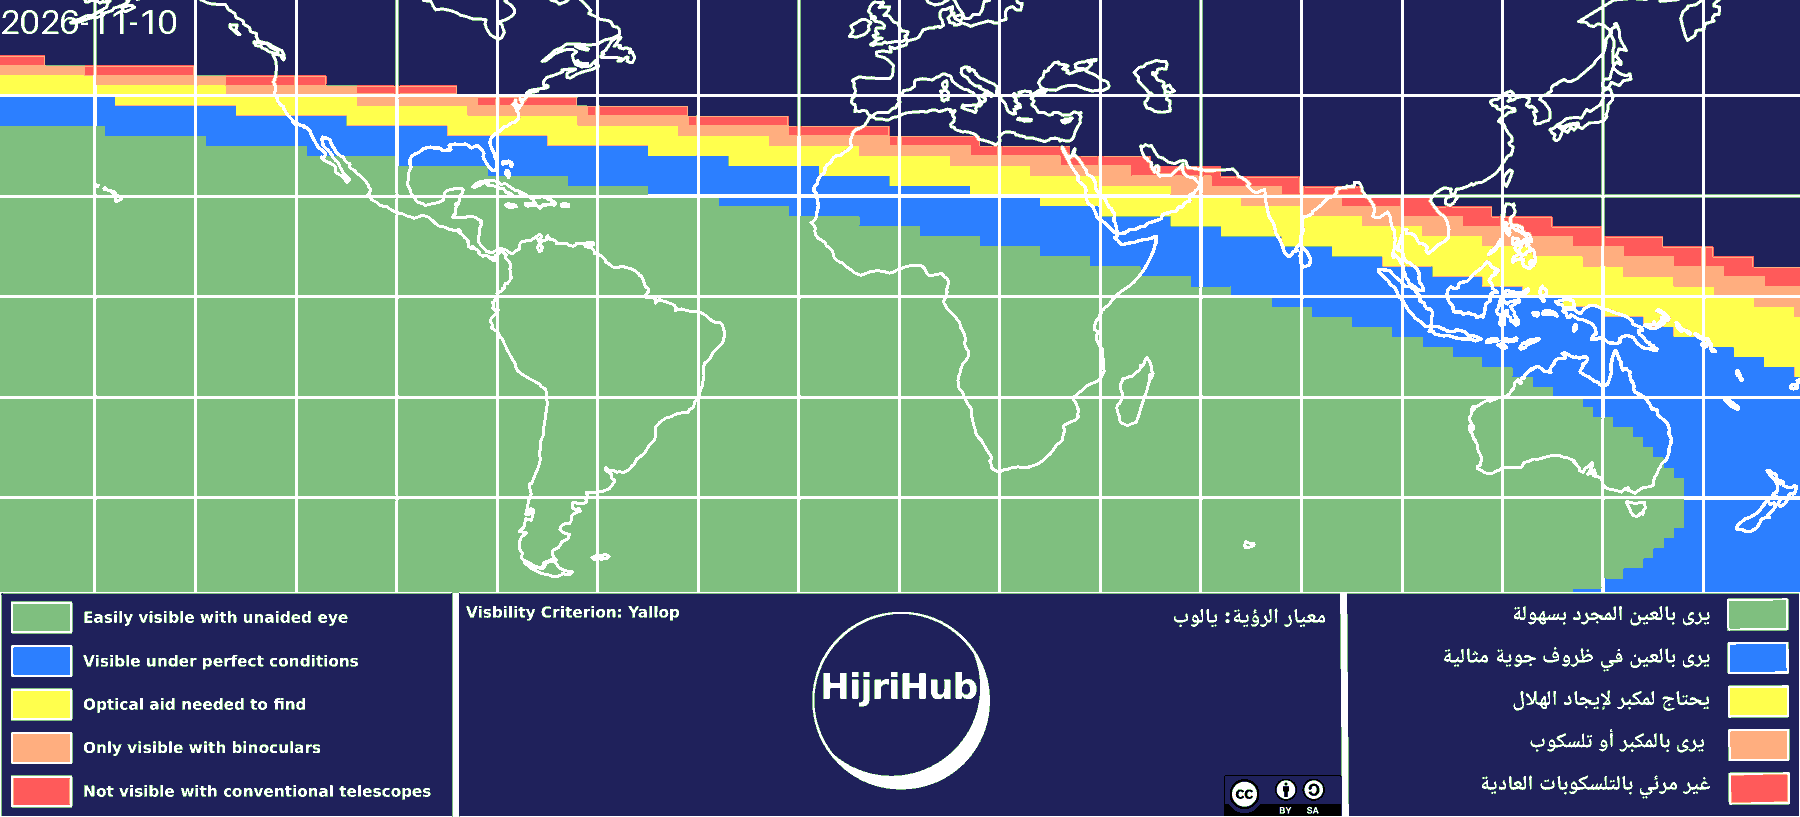 2026-11-10
Easily visible with unaided eye
Visible under perfect conditions
Optical aid needed to find
Only visible with binoculars
Not visible with conventional telescopes
Visbility Criterion: Yallop
معيار الرؤية: يالوب
HijriHub
cc
BY SA
يرى بالعين المجرد بسهولة
يرى بالعين في ظروف جوية مثالية
يحتاج لمكبر لإيجاد الهلال
يرى بالمكبر أو تلسكوب
غير مرئي بالتلسكوبات العادية